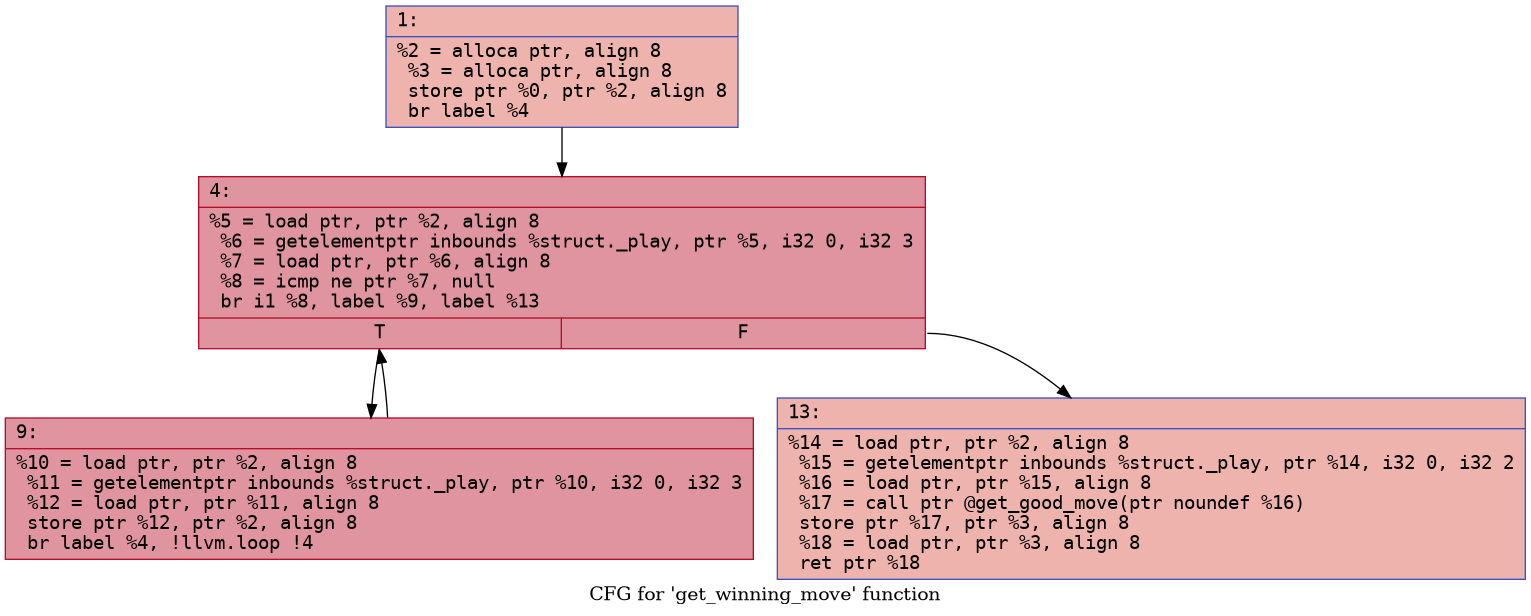 1:
%2 = alloca ptr, align 8
%3 = alloca ptr, align 8
store ptr %0, ptr %2, align 8
br label %4
4:
%5 = load ptr, ptr %2, align 8
%6 = getelementptr inbounds %struct._play, ptr %5, i32 0, i32 3
%7 = load ptr, ptr %6, align 8
%8 = icmp ne ptr %7, null
br i1 %8, label %9, label %13
T
F
9:
%10 = load ptr, ptr %2, align 8
%11 = getelementptr inbounds %struct._play, ptr %10, i32 0, i32 3
%12 = load ptr, ptr %11, align 8
store ptr %12, ptr %2, align 8
br label %4, !llvm.loop !4
13:
%14 = load ptr, ptr %2, align 8
%15 = getelementptr inbounds %struct._play, ptr %14, i32 0, i32 2
%16 = load ptr, ptr %15, align 8
%17 = call ptr @get_good_move(ptr noundef %16)
store ptr %17, ptr %3, align 8
%18 = load ptr, ptr %3, align 8
ret ptr %18
CFG for 'get_winning_move' function